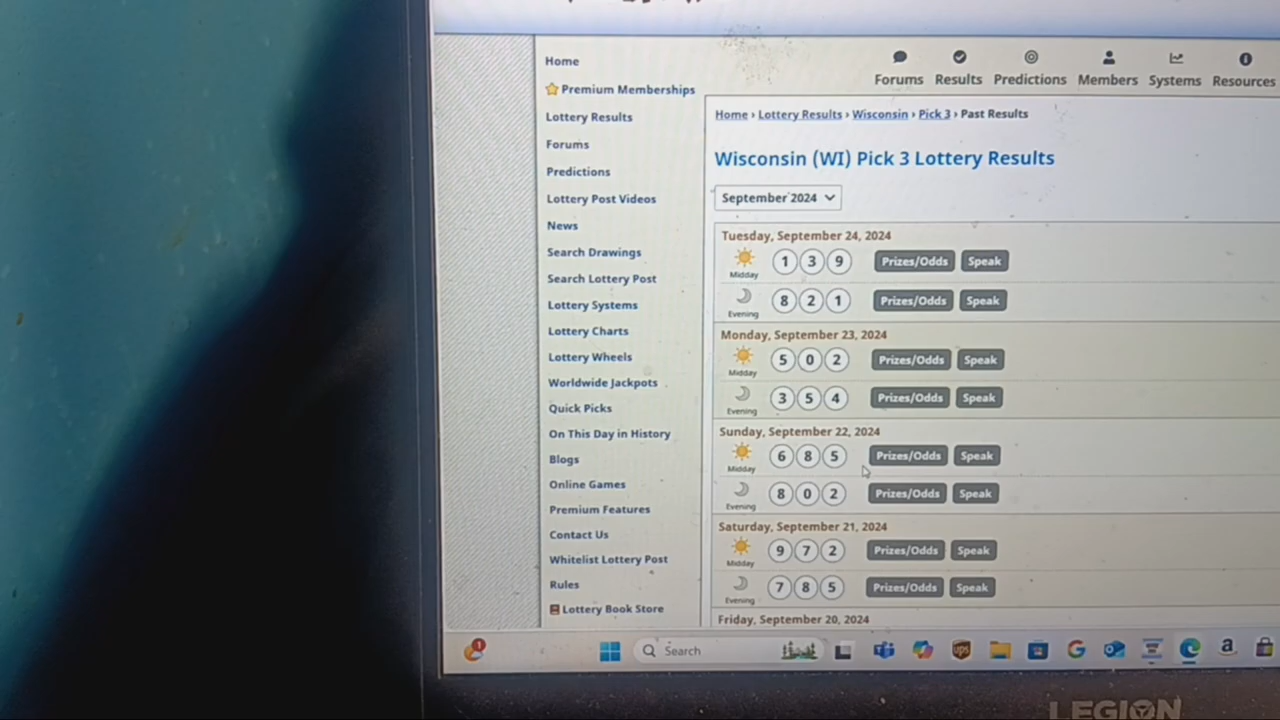 Home
Premium Memberships
Lottery Results
Forums
Predictions
Lottery Post Videos
News
Search Drawings
Search Lottery Post
Lottery Systems
Lottery Charts
Lottery Wheels
Worldwide Jackpots
Quick Picks
On This Day in History
Blogs
Online Games
Premium Features
Contact Us
Whitelist Lottery Post
Rules
Lottery Book Store
Forums Results Predictions Members Systems Resources
Home › Lottery Results › Wisconsin › Pick 3 › Past Results
Wisconsin (WI) Pick 3 Lottery Results
September 2024
Tuesday, September 24, 2024
Midday 1 3 9 Prizes/Odds Speak
Evening 8 2 1 Prizes/Odds Speak
Monday, September 23, 2024
Midday 5 0 2 Prizes/Odds Speak
Evening 3 5 4 Prizes/Odds Speak
Sunday, September 22, 2024
Midday 6 8 5 Prizes/Odds Speak
Evening 8 0 2 Prizes/Odds Speak
Saturday, September 21, 2024
Midday 9 7 2 Prizes/Odds Speak
Evening 7 8 5 Prizes/Odds Speak
Friday, September 20, 2024
1 Search ups G a
LEGION